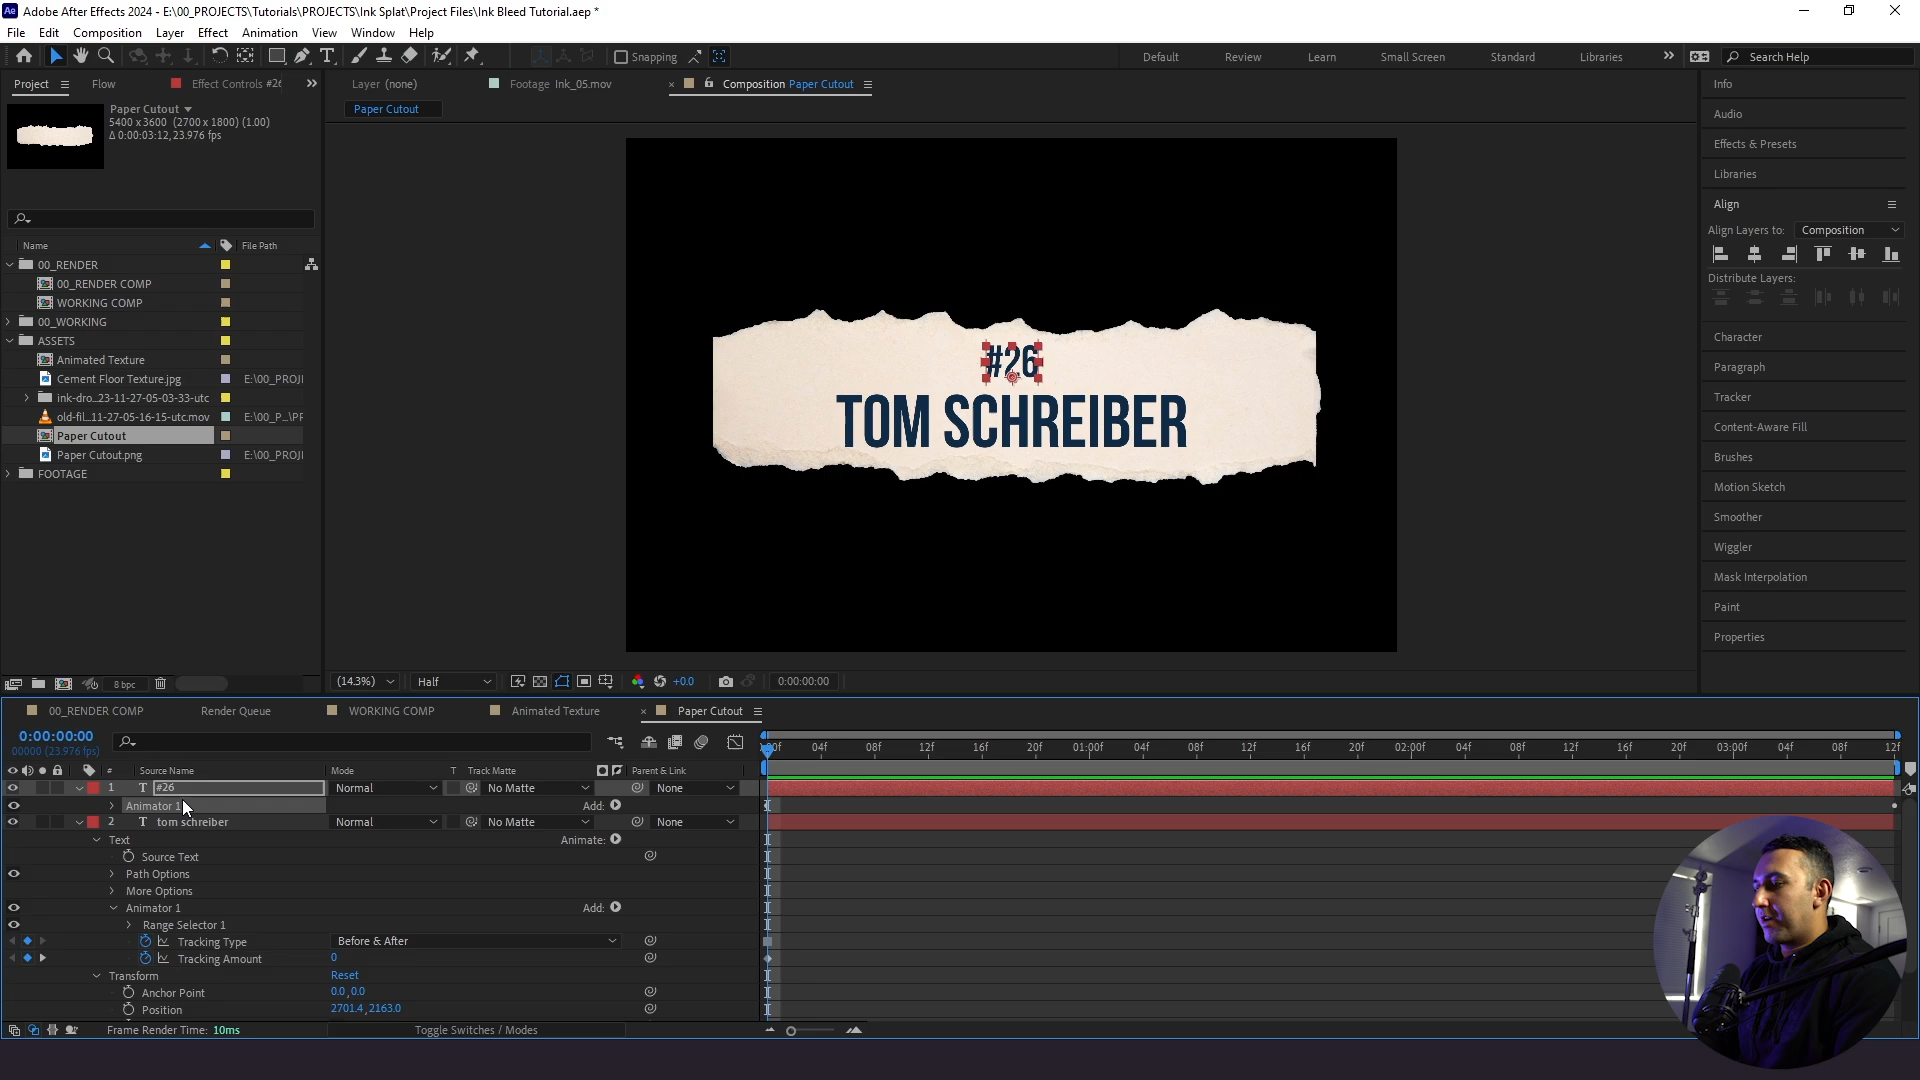 Adobe After Effects 2024 - E:\00_PROJECTS\Tutorials\PROJECTS\Ink Splat\Project Files\Ink Bleed Tutorial.aep *
File Edit Composition Layer Effect Animation View Window Help
Snapping Default Review Learn Small Screen Standard Libraries Search Help
Project Flow Effect Controls #26 Layer (none) Footage Ink_05.mov Composition Paper Cutout Info
Paper Cutout Paper Cutout
5400 x 3600 (2700 x 1800) (1.00)
Δ 0:00:03:12, 23.976 fps
Audio
Effects & Presets
Libraries
Align
Align Layers to: Composition
Distribute Layers:
Name File Path
00_RENDER
00_RENDER COMP
WORKING COMP
00_WORKING
ASSETS
Animated Texture
Cement Floor Texture.jpg E:\00_PROJ
ink-dro...23-11-27-05-03-33-utc
old-fil...11-27-05-16-15-utc.mov E:\00_P...\PF
Paper Cutout
Paper Cutout.png E:\00_PROJ
FOOTAGE
#26
TOM SCHREIBER
Character
Paragraph
Tracker
Content-Aware Fill
Brushes
Motion Sketch
Smoother
Wiggler
Mask Interpolation
Paint
Properties
8 bpc (14.3%) Half +0.0 0:00:00:00
00_RENDER COMP Render Queue WORKING COMP Animated Texture Paper Cutout
0:00:00:00
00000 (23.976 fps)
00f 04f 08f 12f 16f 20f 01:00f 04f 08f 12f 16f 20f 02:00f 04f 08f 12f 16f 20f 03:00f 04f 08f 12f
# Source Name Mode T Track Matte Parent & Link
1 T #26 Normal No Matte None
Animator 1 Add:
2 T tom schreiber Normal No Matte None
Text Animate:
Source Text
Path Options
More Options
Animator 1 Add:
Range Selector 1
Tracking Type Before & After
Tracking Amount 0
Transform Reset
Anchor Point 0.0,0.0
Position 2701.4,2163.0
Frame Render Time: 10ms Toggle Switches / Modes